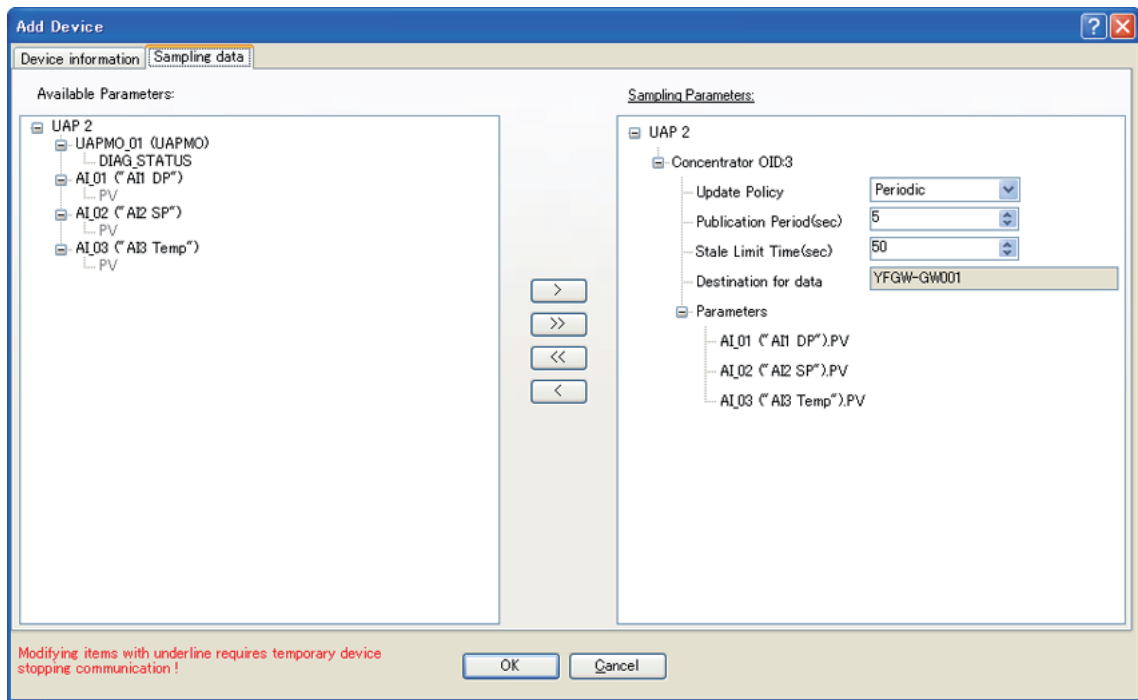 Add Device
Device information
Sampling data
Available Parameters:
UAP 2
UAPMO_01 (UAPMO)
DIAG_STATUS
AI_01 ("AI1 DP")
PV
AI_02 ("AI2 SP")
PV
AI_03 ("AI3 Temp")
PV
>
>>
<<
<
Sampling Parameters:
UAP 2
Concentrator OID:3
Update Policy Periodic
Publication Period(sec) 5
Stale Limit Time(sec) 50
Destination for data YFGW-GW001
Parameters
AI_01 ("AI1 DP").PV
AI_02 ("AI2 SP").PV
AI_03 ("AI3 Temp").PV
Modifying items with underline requires temporary device
stopping communication !
OK
Cancel